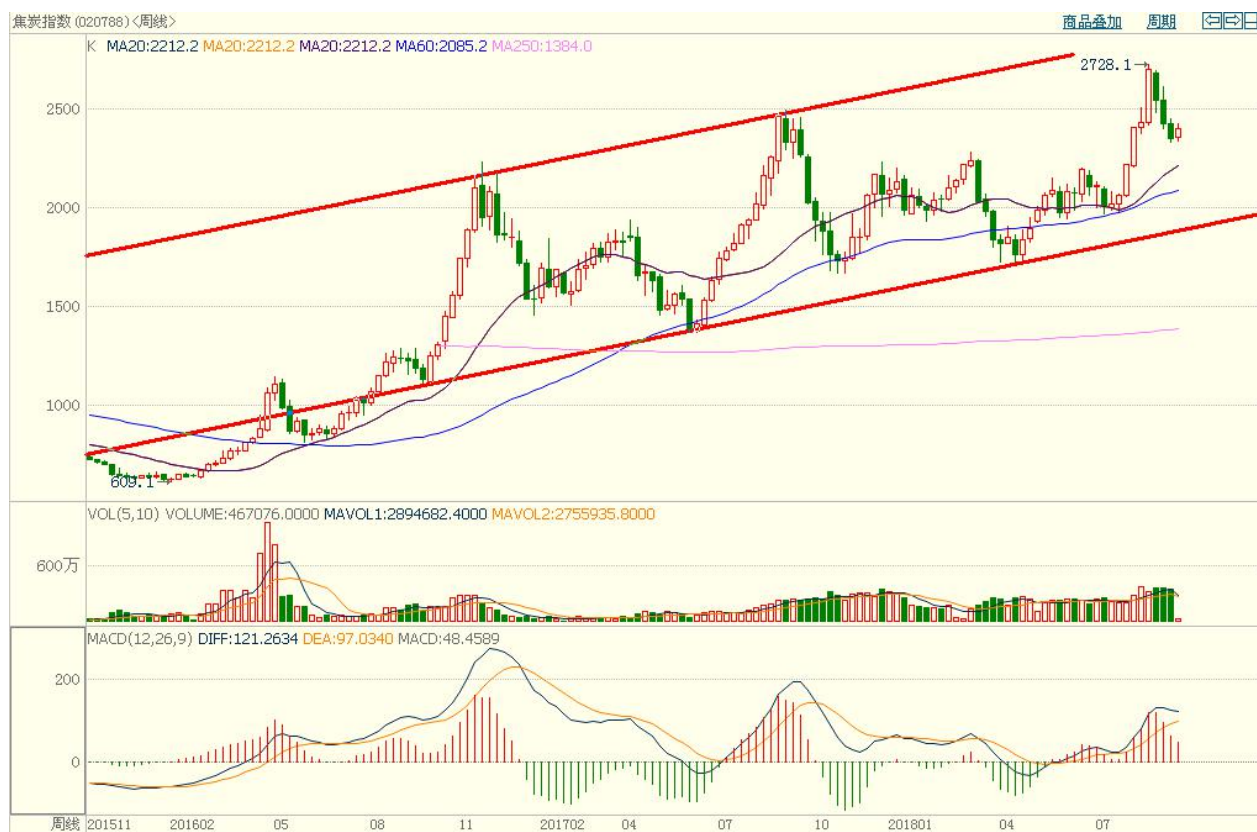 焦炭指数(020788)<周线> 商品叠加 周期
K MA20:2212.2 MA20:2212.2 MA20:2212.2 MA60:2085.2 MA250:1384.0
2728.1
2500
2000
1500
1000
609.1
VOL(5,10) VOLUME:467076.0000 MAVOL1:2894682.4000 MAVOL2:2755935.8000
600万
MACD(12,26,9) DIFF:121.2634 DEA:97.0340 MACD:48.4589
200
0
周线 201511 201602 05 08 11 201702 04 07 10 201801 04 07